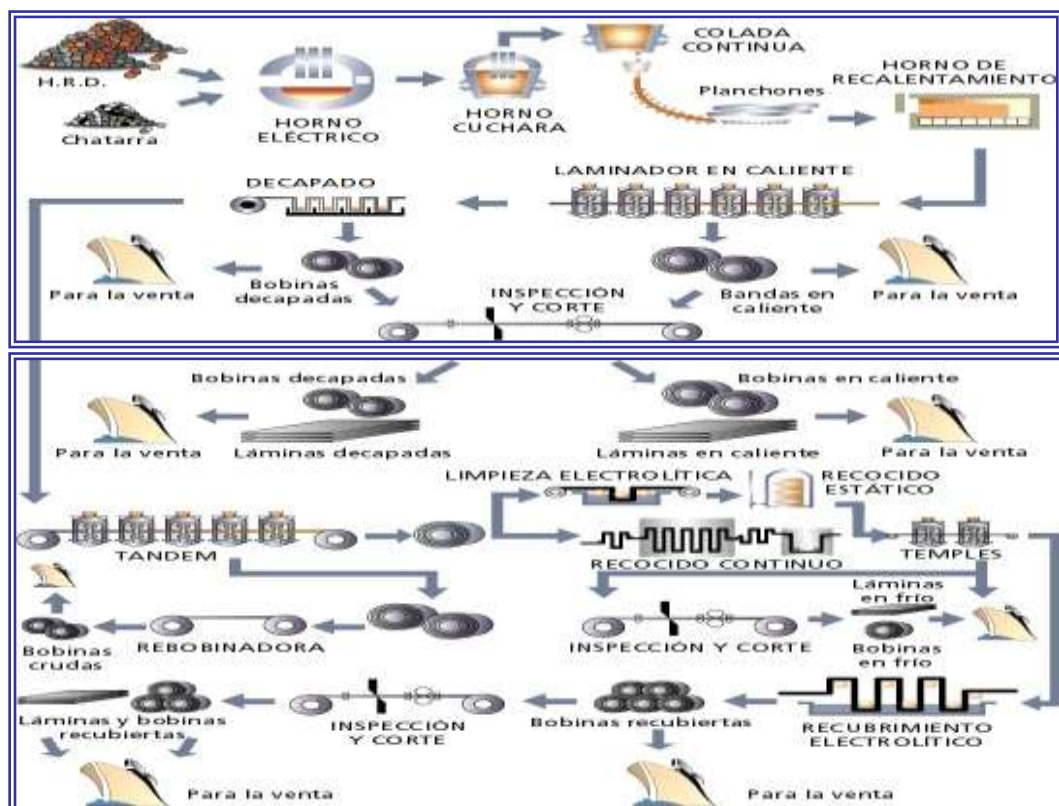 COLADA
CONTINUA
H.R.D.
HORNO DE
RECALENTAMIENTO
Planchones
Chatarra
HORNO
ELÉCTRICO
HORNO
CUCHARA
LAMINADOR EN CALIENTE
DECAPADO
Para la venta
Bobinas
decapadas
INSPECCIÓN
Y CORTE
Bandas en
caliente
Para la venta
Bobinas decapadas
Bobinas en caliente
Para la venta
Láminas decapadas
Láminas en caliente
Para la venta
LIMPIEZA ELECTROLÍTICA
RECOCIDO
ESTÁTICO
TANDEM
RECOCIDO CONTINUO
TEMPLES
Láminas
en frío
Bobinas
crudas
REBOBINADORA
INSPECCIÓN Y CORTE
Bobinas
en frío
Láminas y bobinas
recubiertas
INSPECCIÓN
Y CORTE
Bobinas recubiertas
RECUBRIMIENTO
ELECTROLÍTICO
Para la venta
Para la venta